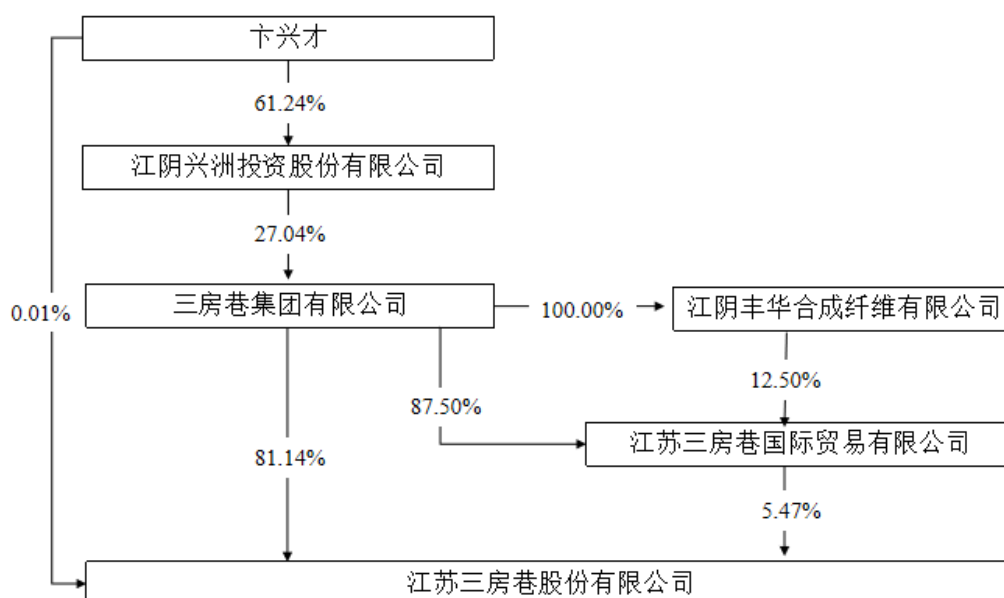 卞兴才
61.24%
江阴兴洲投资股份有限公司
27.04%
0.01%
三房巷集团有限公司
100.00%
江阴丰华合成纤维有限公司
12.50%
87.50%
江苏三房巷国际贸易有限公司
81.14%
5.47%
江苏三房巷股份有限公司